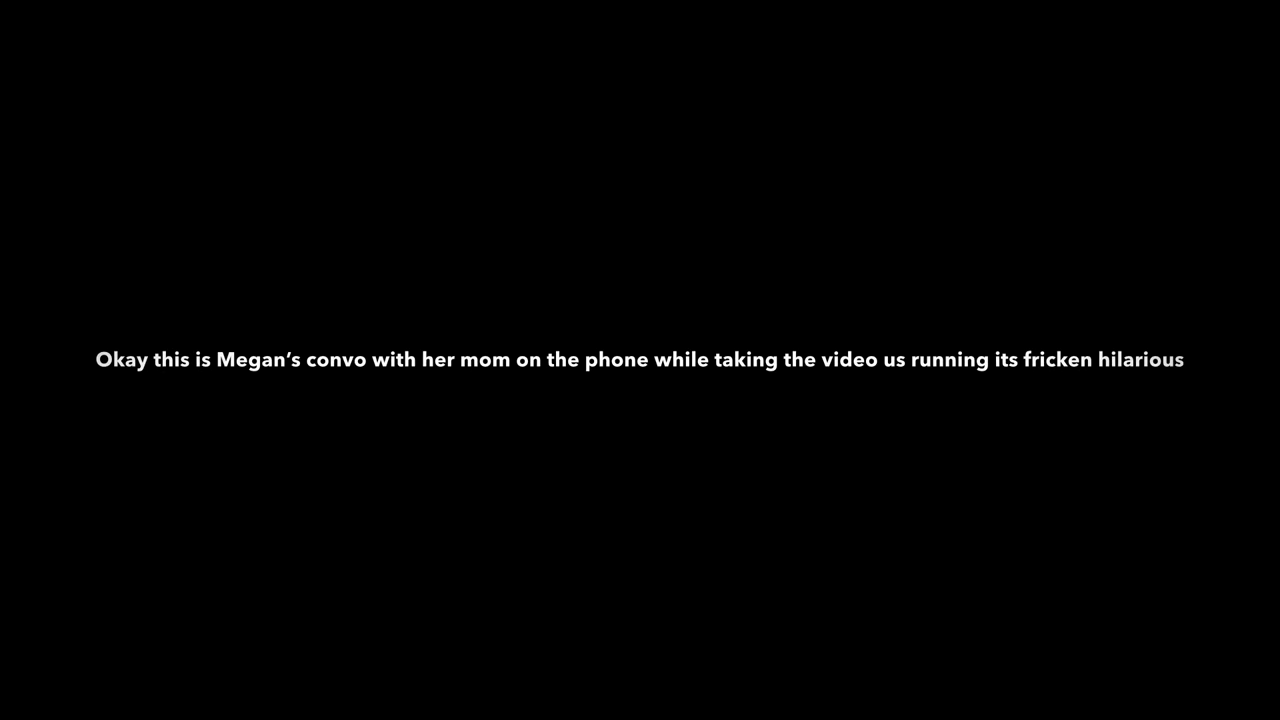 Okay this is Megan’s convo with her mom on the phone while taking the video us running its fricken hilarious